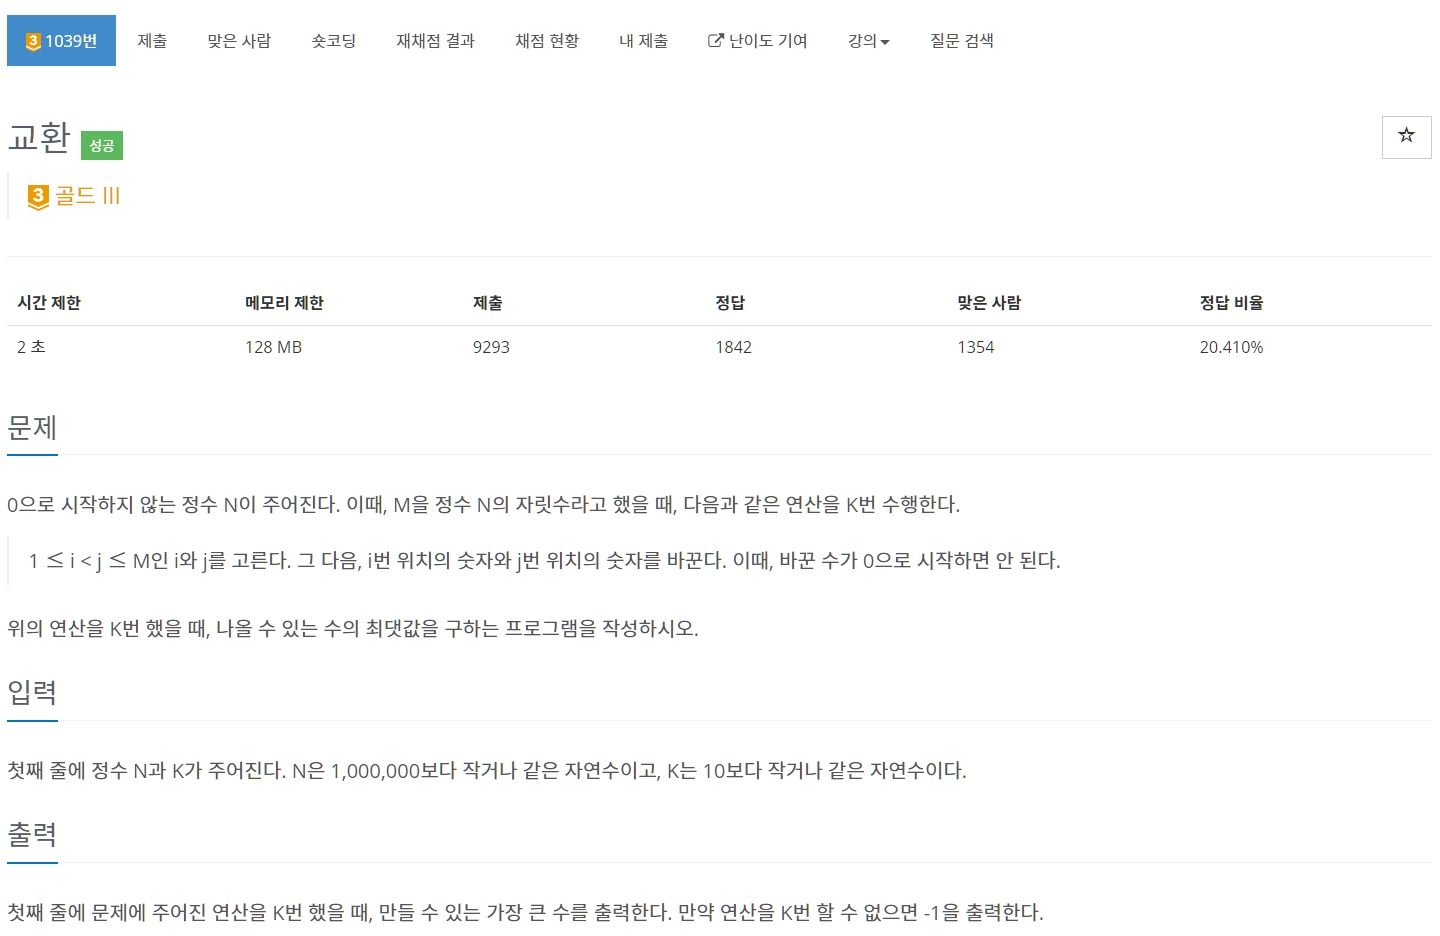 3 1039번 제출 맞은 사람 숏코딩 재채점 결과 채점 현황 내 제출 난이도 기여 강의 질문 검색
교환 성공
3 골드 III
시간 제한 메모리 제한 제출 정답 맞은 사람 정답 비율
2 초 128 MB 9293 1842 1354 20.410%
문제
0으로 시작하지 않는 정수 N이 주어진다. 이때, M을 정수 N의 자릿수라고 했을 때, 다음과 같은 연산을 K번 수행한다.
1 ≤ i < j ≤ M인 i와 j를 고른다. 그 다음, i번 위치의 숫자와 j번 위치의 숫자를 바꾼다. 이때, 바꾼 수가 0으로 시작하면 안 된다.
위의 연산을 K번 했을 때, 나올 수 있는 수의 최댓값을 구하는 프로그램을 작성하시오.
입력
첫째 줄에 정수 N과 K가 주어진다. N은 1,000,000보다 작거나 같은 자연수이고, K는 10보다 작거나 같은 자연수이다.
출력
첫째 줄에 문제에 주어진 연산을 K번 했을 때, 만들 수 있는 가장 큰 수를 출력한다. 만약 연산을 K번 할 수 없으면 -1을 출력한다.